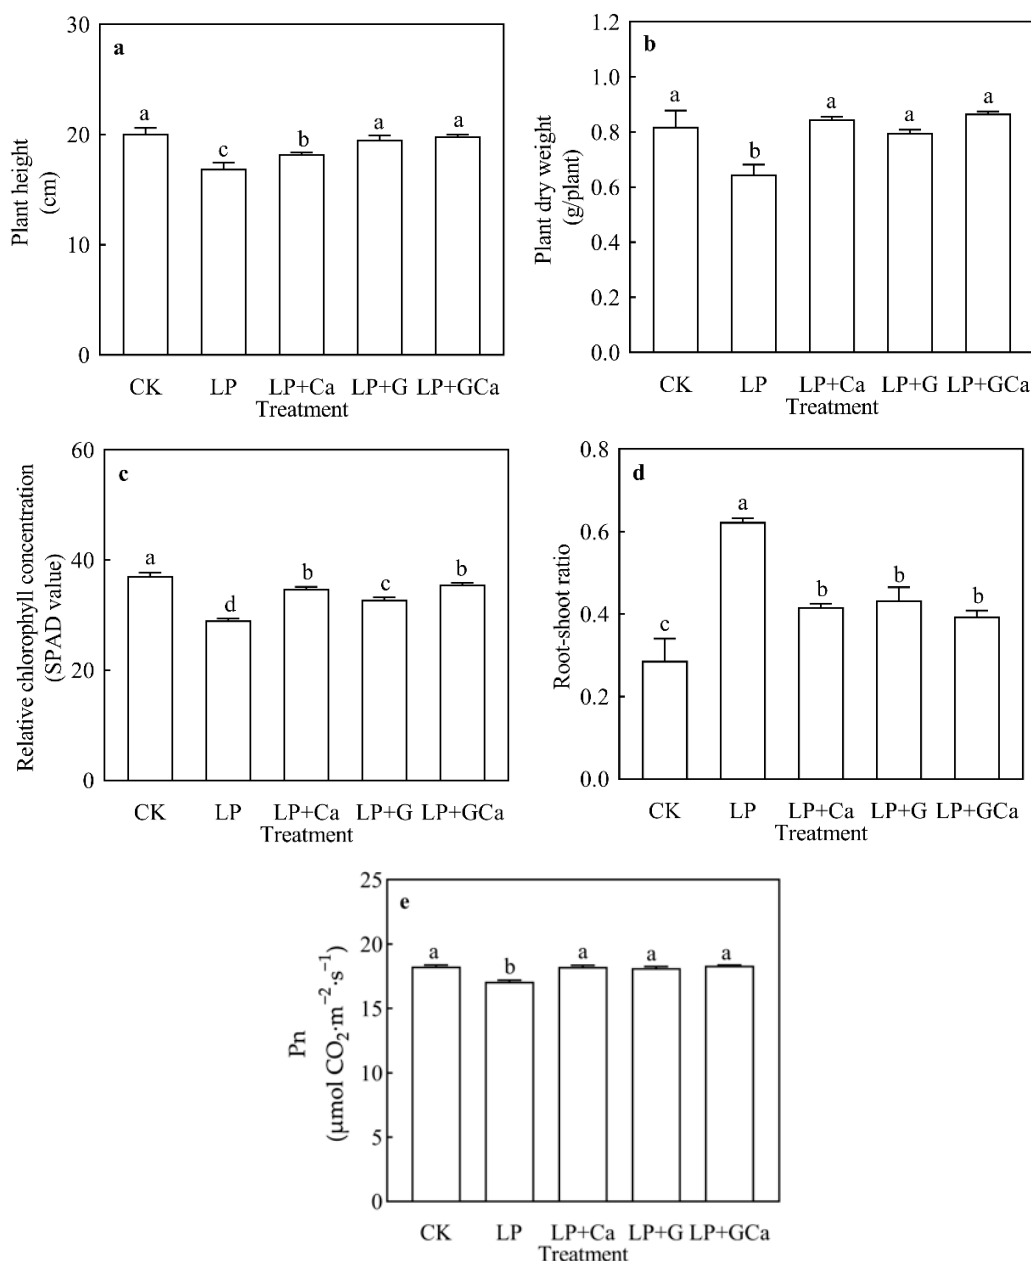 a
Plant height
(cm)
30
20
10
0
a
c
b
a
a
CK LP LP+Ca LP+G LP+GCa
Treatment
b
Plant dry weight
(g/plant)
1.2
1.0
0.8
0.6
0.4
0.2
0.0
a
b
a
a
a
CK LP LP+Ca LP+G LP+GCa
Treatment
c
Relative chlorophyll concentration
(SPAD value)
60
40
20
0
a
d
b
c
b
CK LP LP+Ca LP+G LP+GCa
Treatment
d
Root-shoot ratio
0.8
0.6
0.4
0.2
0.0
c
a
b
b
b
CK LP LP+Ca LP+G LP+GCa
Treatment
e
Pn
(μmol CO₂·m⁻²·s⁻¹)
25
20
15
10
5
0
a
b
a
a
a
CK LP LP+Ca LP+G LP+GCa
Treatment